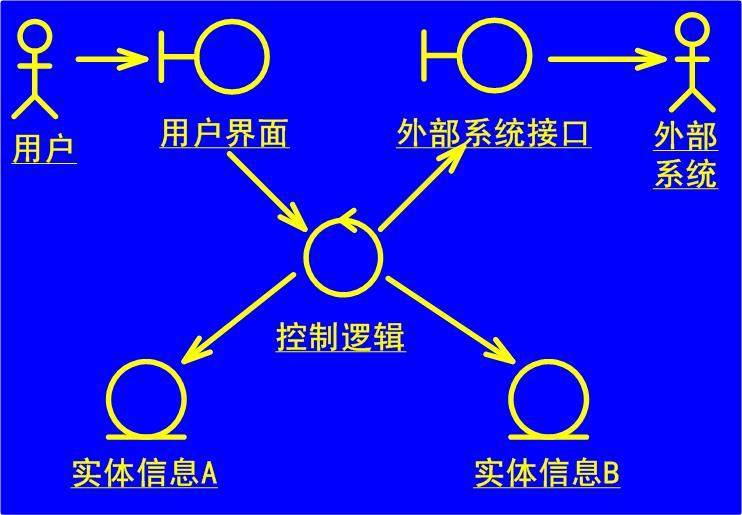 用户
用户界面
外部系统接口
外部
系统
控制逻辑
实体信息A
实体信息B